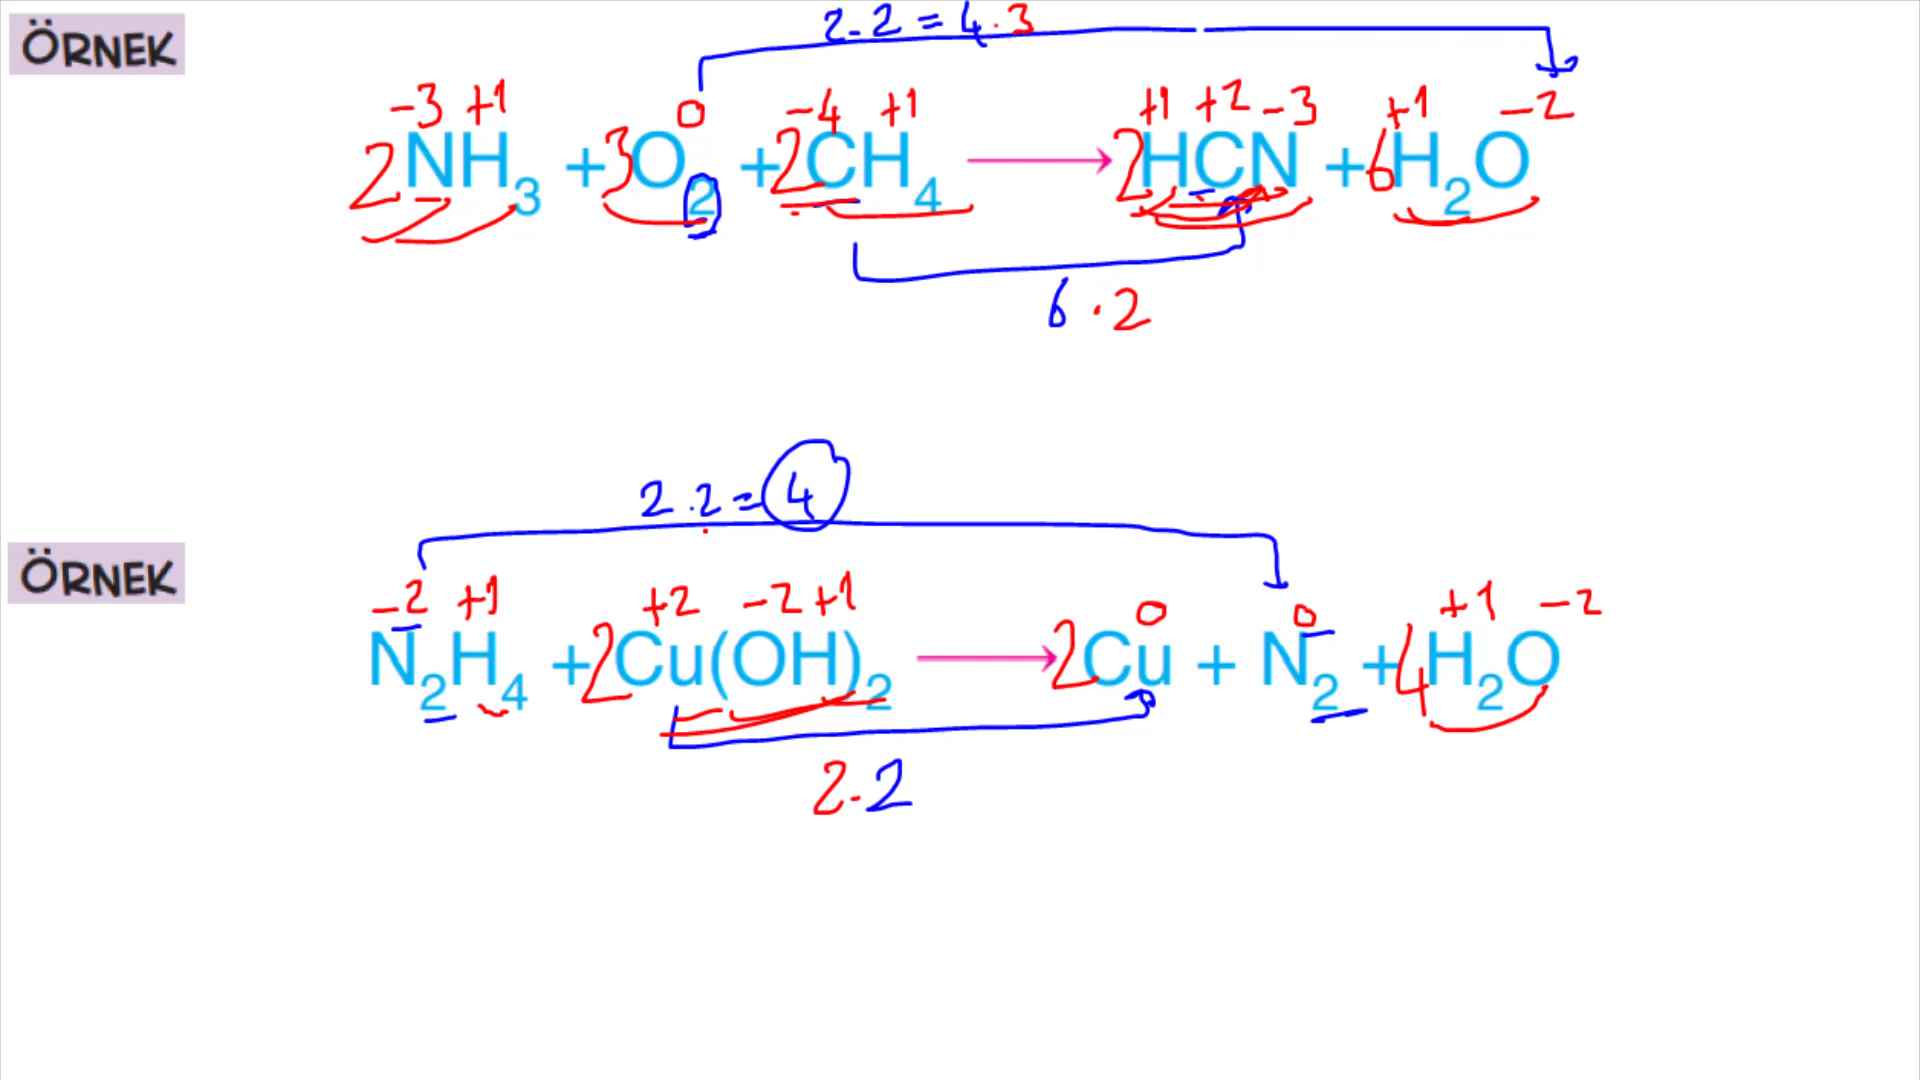 ÖRNEK
2.2=4.3
-3 +1 0 -4 +1 +1 +2 -3 +1 -2
2NH₃ + 3O₂ + 2CH₄ → 2HCN + 6H₂O
6.2
2.2=4
ÖRNEK
-2 +1 +2 -2 +1 0 0 +1 -2
N₂H₄ + 2Cu(OH)₂ → 2Cu + N₂ + 4H₂O
2.2